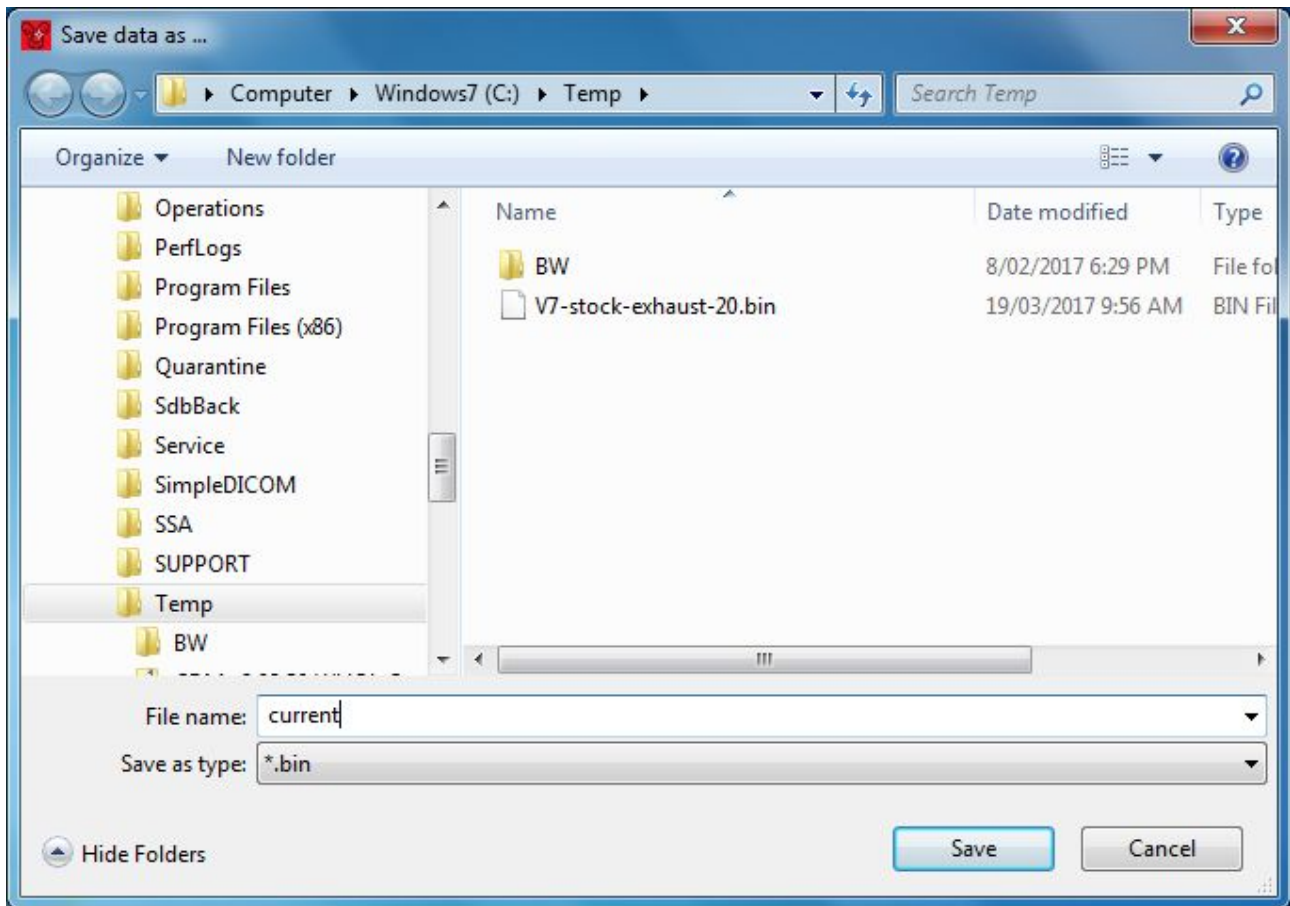 Save data as ...
Computer Windows7 (C:) Temp Search Temp
Organize New folder
Operations
PerfLogs
Program Files
Program Files (x86)
Quarantine
SdbBack
Service
SimpleDICOM
SSA
SUPPORT
Temp
BW
Name Date modified Type
BW 8/02/2017 6:29 PM File fol
V7-stock-exhaust-20.bin 19/03/2017 9:56 AM BIN Fil
File name: current
Save as type: *.bin
Hide Folders Save Cancel